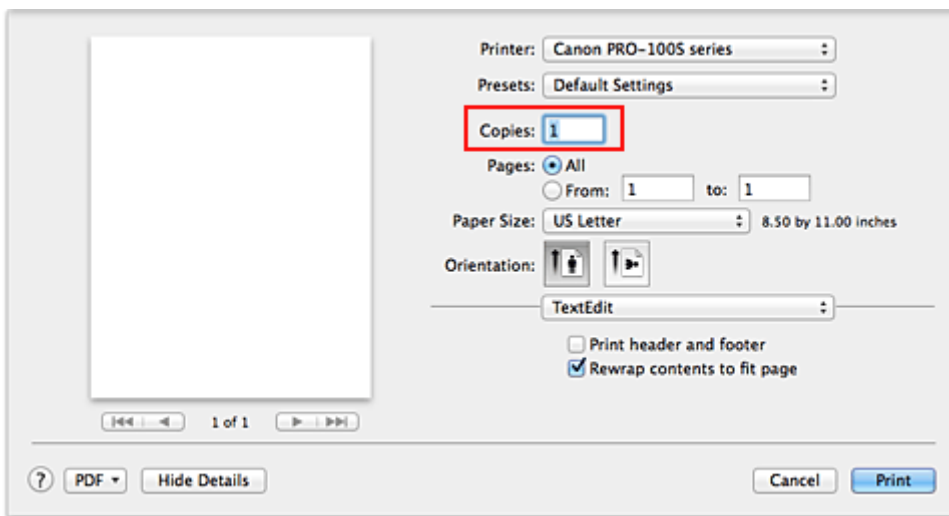 Printer: Canon PRO-100S series
Presets: Default Settings
Copies: 1
Pages: All
From: 1 to: 1
Paper Size: US Letter 8.50 by 11.00 inches
Orientation:
TextEdit
Print header and footer
Rewrap contents to fit page
1 of 1
? PDF Hide Details Cancel Print